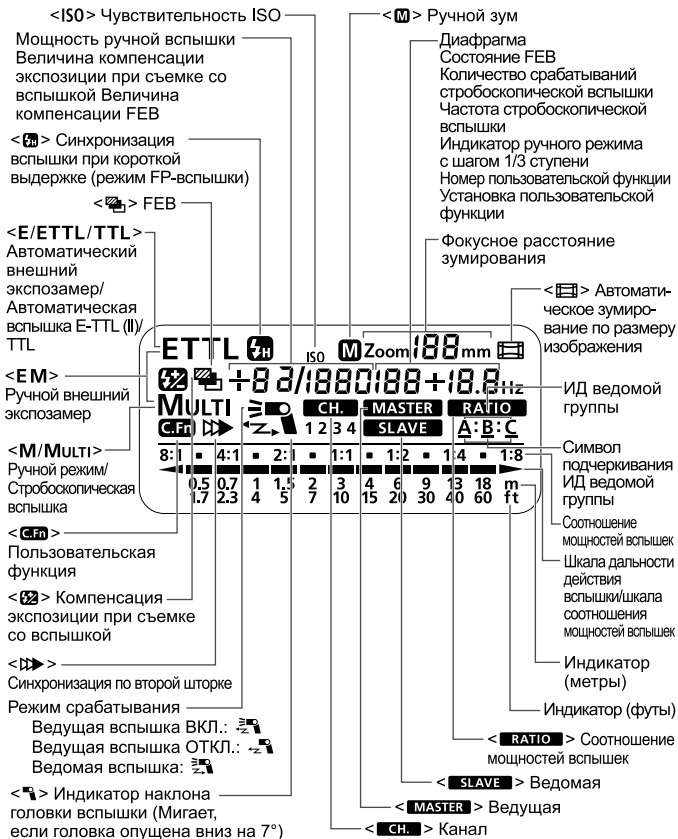 <ISO> Чувствительность ISO
Мощность ручной вспышки
Величина компенсации
экспозиции при съемке со
вспышкой Величина
компенсации FEB
< > Синхронизация
вспышки при короткой
выдержке (режим FP-вспышки)
< > FEB
<E/ETTL/TTL>
Автоматический
внешний
экспозамер/
Автоматическая
вспышка E-TTL (II)/
TTL
<EM>
Ручной внешний
экспозамер
<M/MULTI>
Ручной режим/
Стробоскопическая
вспышка
<C.Fn>
Пользовательская
функция
< > Компенсация
экспозиции при съемке
со вспышкой
< >
Синхронизация по второй шторке
Режим срабатывания
Ведущая вспышка ВКЛ.:
Ведущая вспышка ОТКЛ.:
Ведомая вспышка:
< > Индикатор наклона
головки вспышки (Мигает,
если головка опущена вниз на 7°)
<M> Ручной зум
Диафрагма
Состояние FEB
Количество срабатываний
стробоскопической вспышки
Частота стробоскопической
вспышки
Индикатор ручного режима
с шагом 1/3 ступени
Номер пользовательской функции
Установка пользовательской
функции
Фокусное расстояние
зумирования
< > Автомати-
ческое зумиро-
вание по размеру
изображения
ИД ведомой
группы
Символ
подчеркивания
ИД ведомой
группы
Соотношение
мощностей вспышек
Шкала дальности
действия
вспышки/шкала
соотношения
мощностей вспышек
Индикатор
(метры)
Индикатор (футы)
<RATIO> Соотношение
мощностей вспышек
<SLAVE> Ведомая
<MASTER> Ведущая
<CH.> Канал
ETTL H ISO M Zoom 188 mm
+8 /1880 188+18.8 Hz
MULTI CH. MASTER RATIO
C.Fn Z 1 2 3 4 SLAVE A:B:C
8:1 4:1 2:1 1:1 1:2 1:4 1:8
0.5 0.7 1 1.5 2 3 4 6 9 13 18 m
1.7 2.3 4 5 7 10 15 20 30 40 60 ft